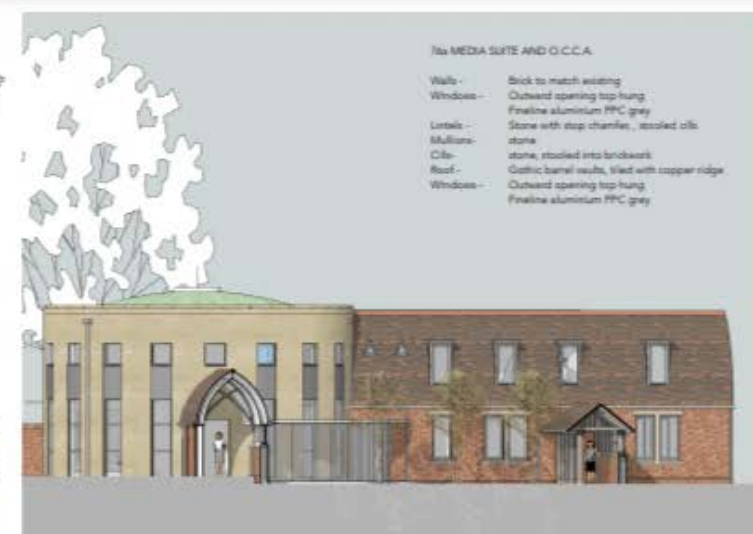 76a MEDIA SUITE AND O.C.C.A.
Walls - Brick to match existing
Windows - Outward opening top hung
Fineline aluminium PPC grey
Lintels - Stone with stop chamfer, stooled cills
Mullions- stone
Cills- stone, stooled into brickwork
Roof - Gothic barrel vaults, tiled with copper ridge
Windows - Outward opening top hung
Fineline aluminium PPC grey